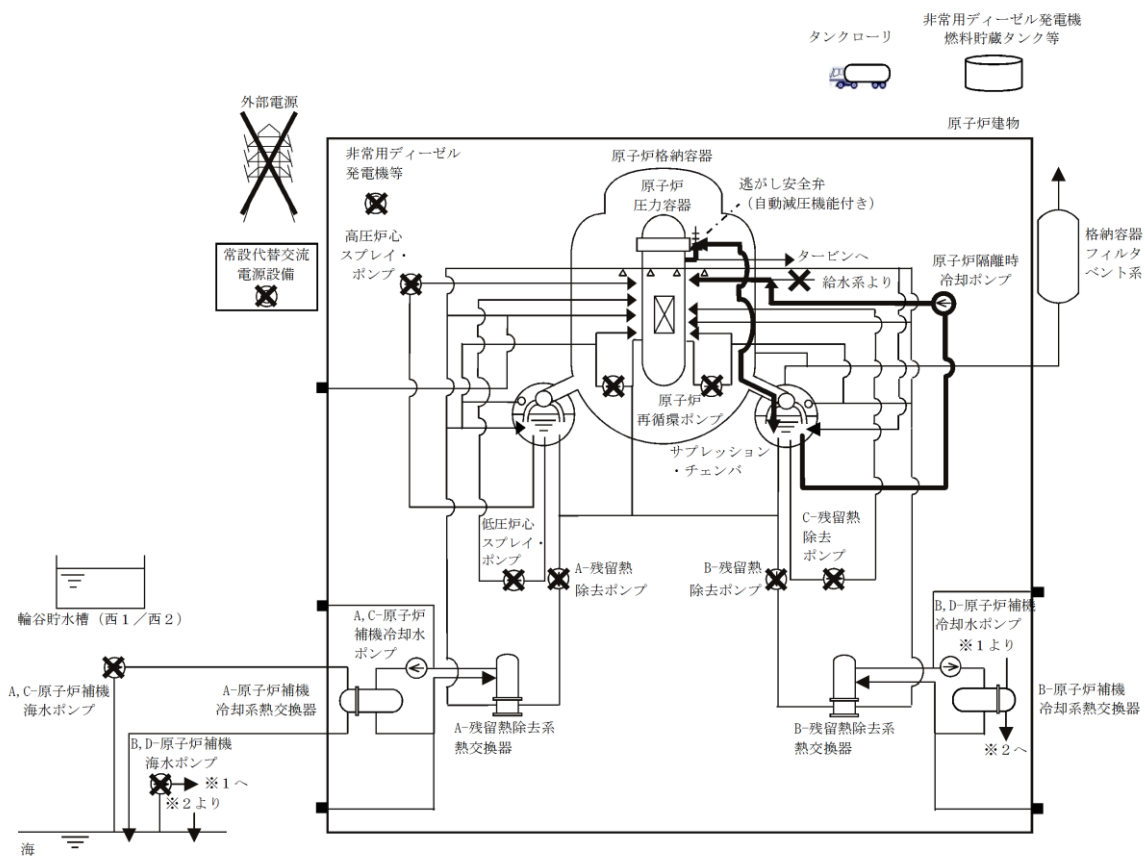 タンクローリ
非常用ディーゼル発電機
燃料貯蔵タンク等
外部電源
原子炉建物
非常用ディーゼル
発電機等
原子炉格納容器
原子炉
圧力容器
逃がし安全弁
(自動減圧機能付き)
常設代替交流
電源設備
高圧炉心
スプレイ・
ポンプ
タービンへ
給水系より
原子炉隔離時
冷却ポンプ
格納容器
フィルタ
ベント系
原子炉
再循環ポンプ
サプレッション
・チェンバ
低圧炉心
スプレイ・
ポンプ
A-残留熱
除去ポンプ
B-残留熱
除去ポンプ
C-残留熱
除去
ポンプ
輪谷貯水槽(西1/西2)
A,C-原子炉
補機冷却水
ポンプ
B,D-原子炉補機
冷却水ポンプ
※1より
A,C-原子炉補機
海水ポンプ
A-原子炉補機
冷却系熱交換器
A-残留熱除去系
熱交換器
B-残留熱除去系
熱交換器
B-原子炉補機
冷却系熱交換器
※2へ
B,D-原子炉補機
海水ポンプ
※1へ
※2より
海